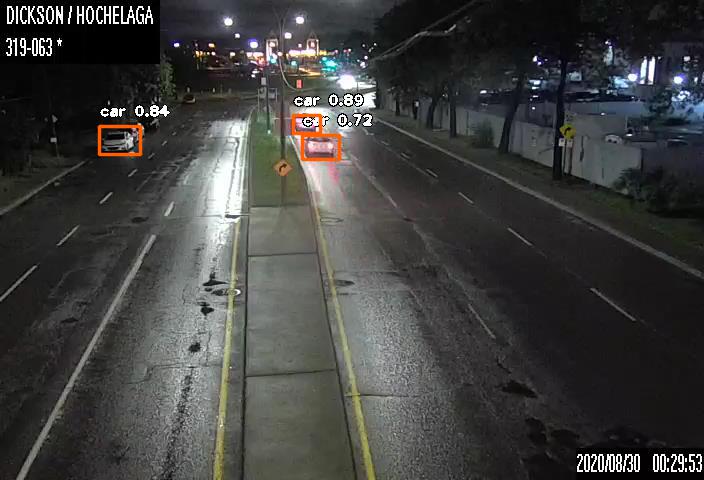 DICKSON / HOCHELAGA
319-063 *
car 0.84
car 0.89
car 0.72
2020/08/30 00:29:53